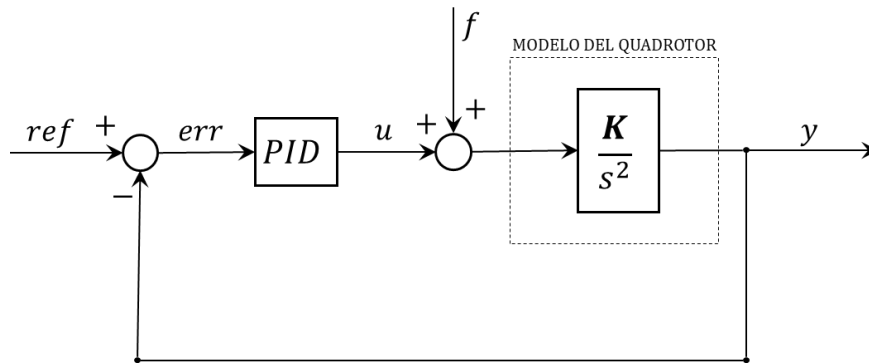 f
MODELO DEL QUADROTOR
ref + err PID u + + K y
s²
−